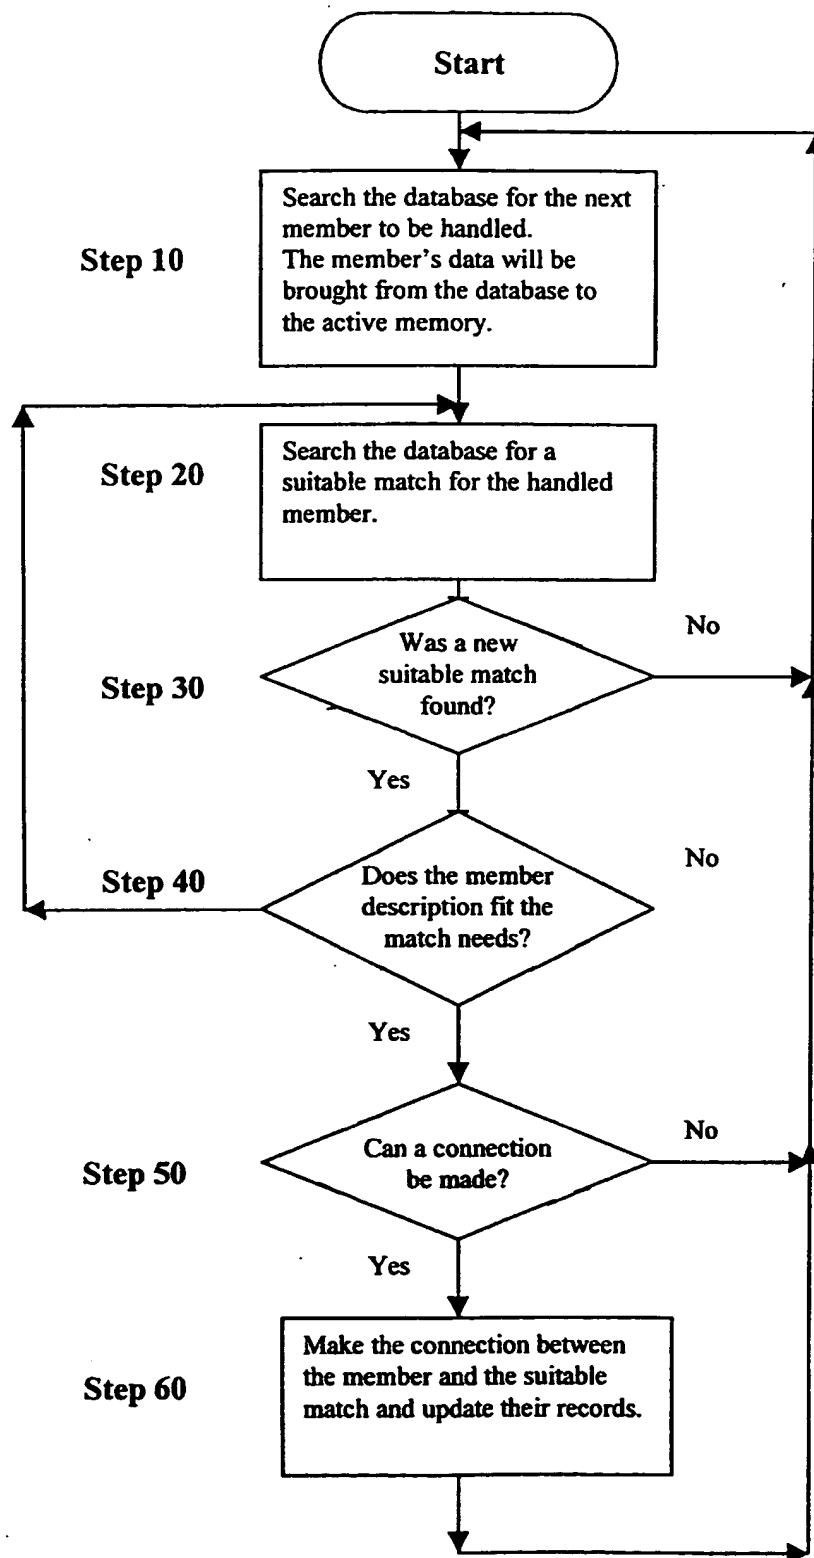 Start
Search the database for the next
member to be handled.
The member's data will be
brought from the database to
the active memory.
Step 10
Search the database for a
suitable match for the handled
member.
Step 20
Was a new
suitable match
found?
No
Step 30
Yes
Does the member
description fit the
match needs?
No
Step 40
Yes
Can a connection
be made?
No
Step 50
Yes
Make the connection between
the member and the suitable
match and update their records.
Step 60